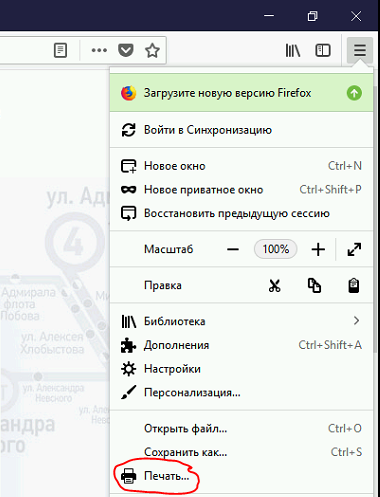 Загрузите новую версию Firefox
Войти в Синхронизацию
Новое окно Ctrl+N
Новое приватное окно Ctrl+Shift+P
Восстановить предыдущую сессию
Масштаб 100%
Правка
Библиотека
Дополнения Ctrl+Shift+A
Настройки
Персонализация...
Открыть файл... Ctrl+O
Сохранить как... Ctrl+S
Печать...
ул. Адм
4
Адмирала
флота
Побова
Ми
ул. Алексея
Хлобыстова
ул. Александра
Невского
андра
ого